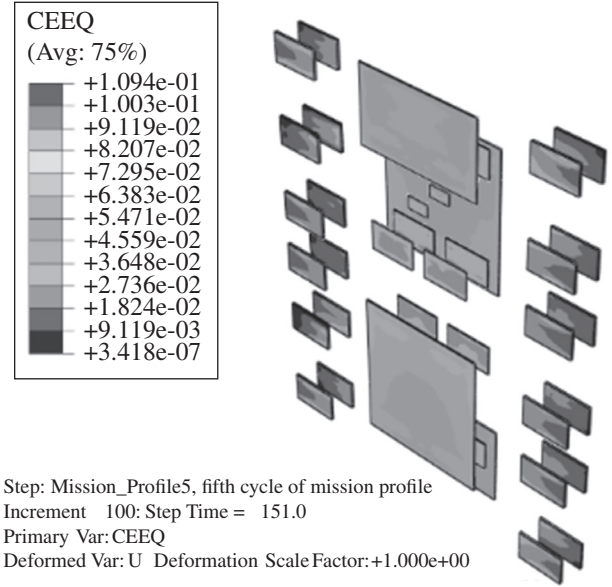 CEEQ
(Avg: 75%)
+1.094e-01
+1.003e-01
+9.119e-02
+8.207e-02
+7.295e-02
+6.383e-02
+5.471e-02
+4.559e-02
+3.648e-02
+2.736e-02
+1.824e-02
+9.119e-03
+3.418e-07
Step: Mission_Profile5, fifth cycle of mission profile
Increment 100: Step Time = 151.0
Primary Var: CEEQ
Deformed Var: U Deformation Scale Factor: +1.000e+00